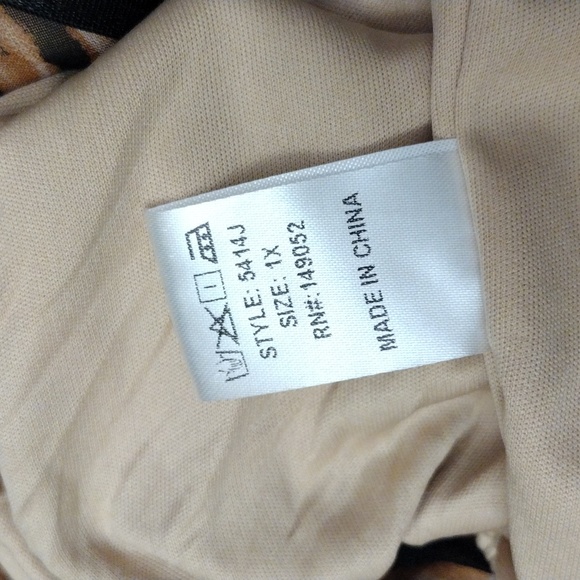 STYLE: 5414J
SIZE: 1X
RN#:149052
MADE IN CHINA